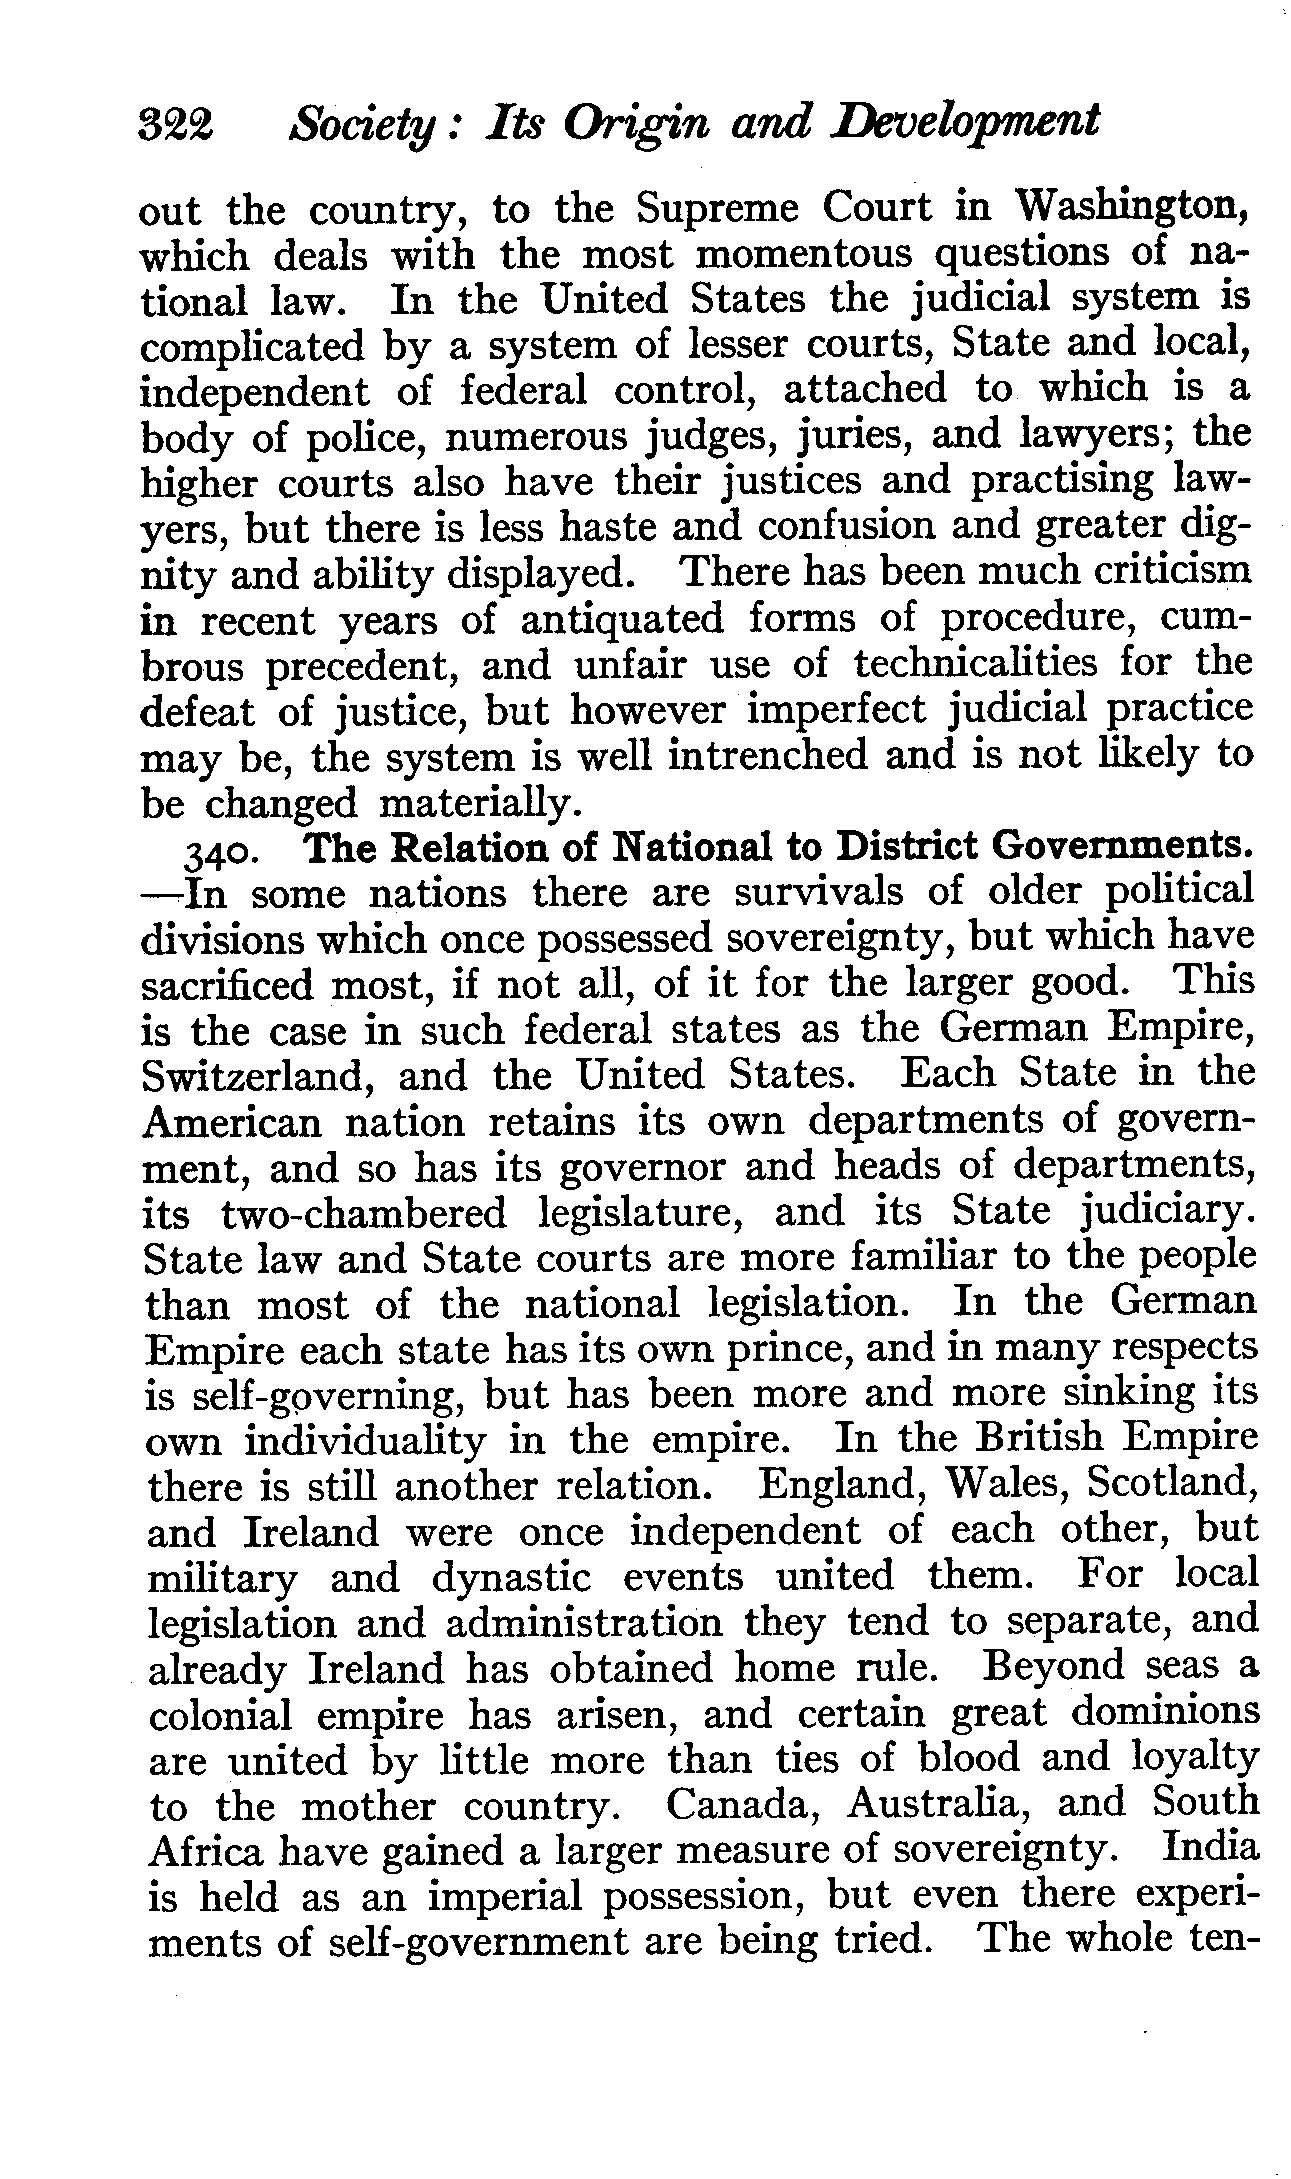 322 Society: Its Origin and Development
out the country, to the Supreme Court in Washington,
which deals with the most momentous questions of na-
tional law. In the United States the judicial system is
complicated by a system of lesser courts, State and local,
independent of federal control, attached to which is a
body of police, numerous judges, juries, and lawyers; the
higher courts also have their justices and practising law-
yers, but there is less haste and confusion and greater dig-
nity and ability displayed. There has been much criticism
in recent years of antiquated forms of procedure, cum-
brous precedent, and unfair use of technicalities for the
defeat of justice, but however imperfect judicial practice
may be, the system is well intrenched and is not likely to
be changed materially.
340. The Relation of National to District Governments.
—In some nations there are survivals of older political
divisions which once possessed sovereignty, but which have
sacrificed most, if not all, of it for the larger good. This
is the case in such federal states as the German Empire,
Switzerland, and the United States. Each State in the
American nation retains its own departments of govern-
ment, and so has its governor and heads of departments,
its two-chambered legislature, and its State judiciary.
State law and State courts are more familiar to the people
than most of the national legislation. In the German
Empire each state has its own prince, and in many respects
is self-governing, but has been more and more sinking its
own individuality in the empire. In the British Empire
there is still another relation. England, Wales, Scotland,
and Ireland were once independent of each other, but
military and dynastic events united them. For local
legislation and administration they tend to separate, and
already Ireland has obtained home rule. Beyond seas a
colonial empire has arisen, and certain great dominions
are united by little more than ties of blood and loyalty
to the mother country. Canada, Australia, and South
Africa have gained a larger measure of sovereignty. India
is held as an imperial possession, but even there experi-
ments of self-government are being tried. The whole ten-